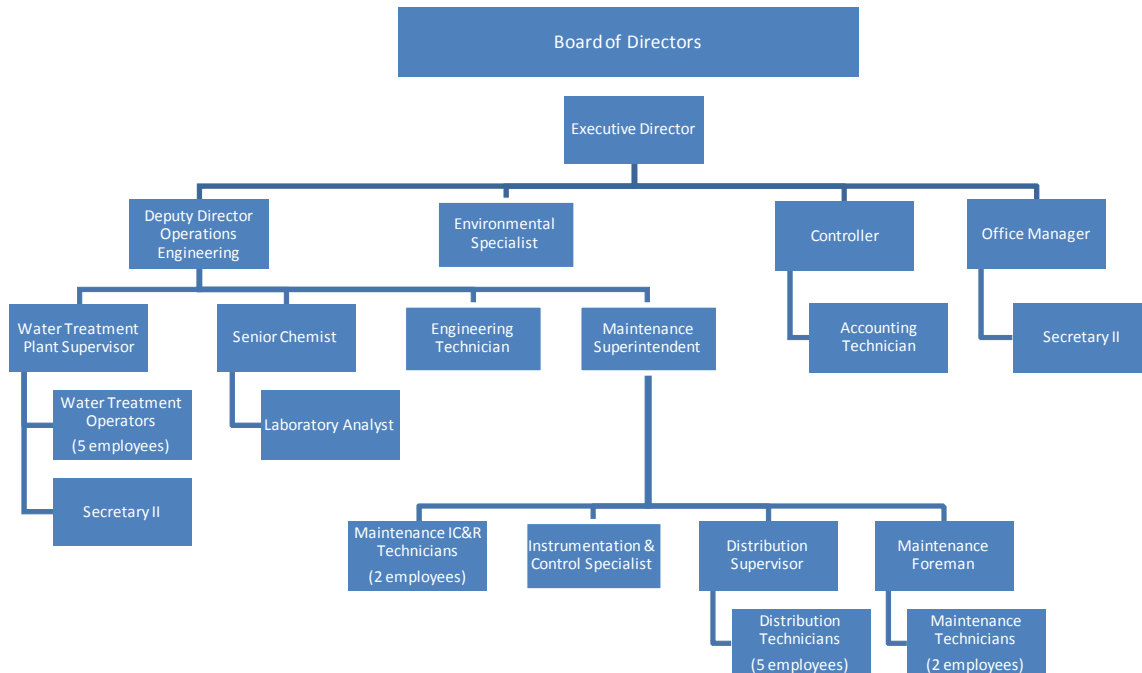 Board of Directors
Executive Director
Deputy Director
Operations
Engineering
Environmental
Specialist
Controller
Office Manager
Water Treatment
Plant Supervisor
Senior Chemist
Engineering
Technician
Maintenance
Superintendent
Accounting
Technician
Secretary II
Water Treatment
Operators
(5 employees)
Laboratory Analyst
Secretary II
Maintenance IC&R
Technicians
(2 employees)
Instrumentation &
Control Specialist
Distribution
Supervisor
Maintenance
Foreman
Distribution
Technicians
(5 employees)
Maintenance
Technicians
(2 employees)